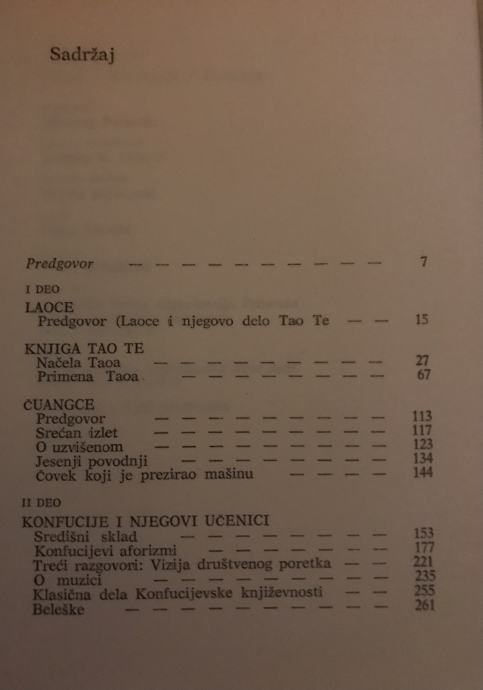 Sadržaj
Predgovor — — — — — — — — — — 7
I DEO
LAOCE
Predgovor (Laoce i njegovo delo Tao Te — — 15
KNJIGA TAO TE
Načela Taoa — — — — — — — — — 27
Primena Taoa — — — — — — — — 67
ČUANGCE
Predgovor — — — — — — — — — 113
Srećan izlet — — — — — — — — — 117
O uzvišenom — — — — — — — — — 123
Jesenji povodnji — — — — — — — — — 134
Čovek koji je prezirao mašinu — — — — 144
II DEO
KONFUCIJE I NJEGOVI UČENICI
Središni sklad — — — — — — — — 153
Konfucijevi aforizmi — — — — — — — — 177
Treći razgovori: Vizija društvenog poretka — — 221
O muzici — — — — — — — — — 235
Klasična dela Konfucijevske književnosti — — 255
Beleške — — — — — — — — — — 261